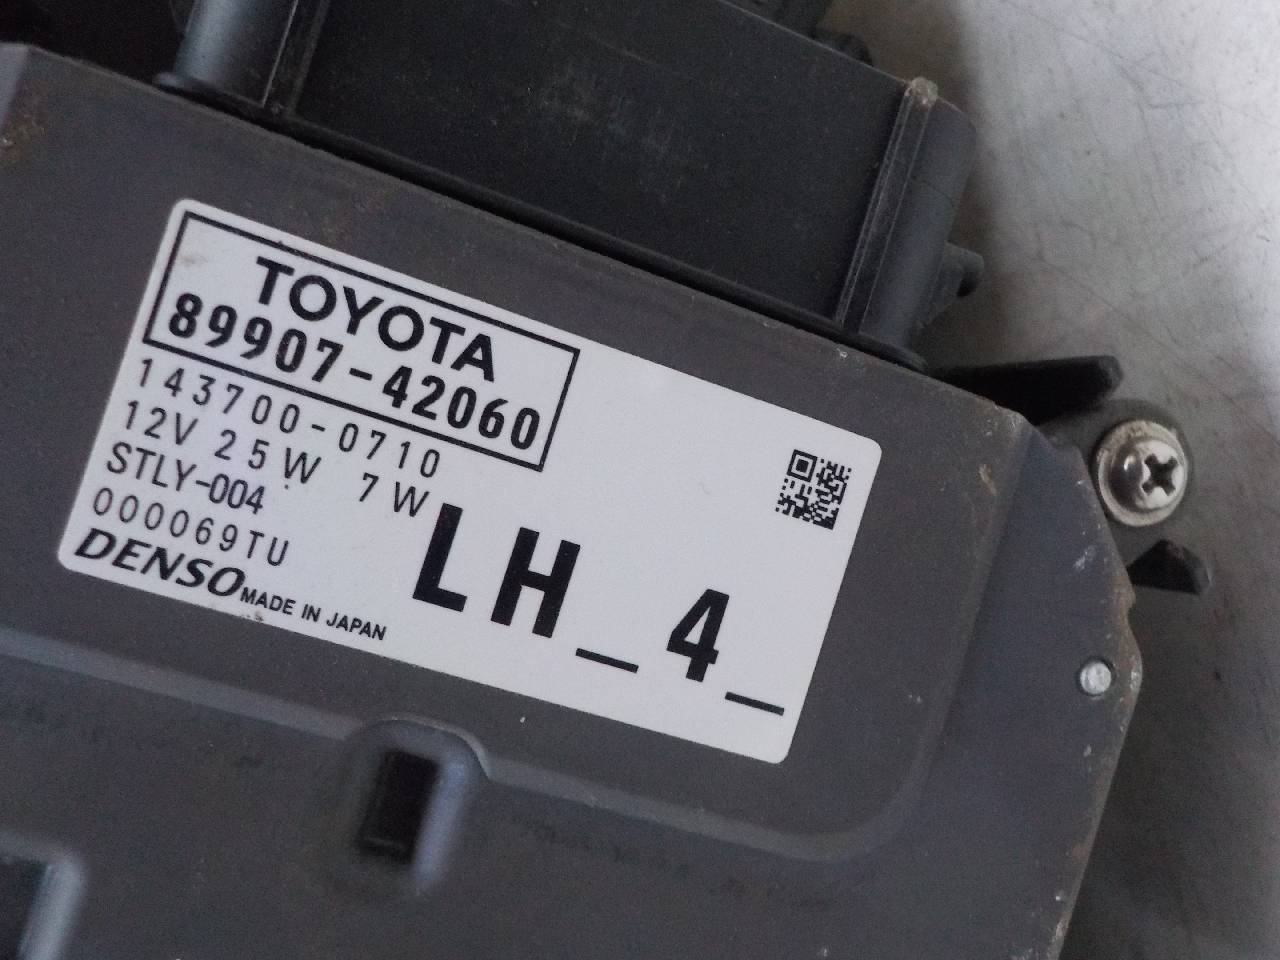 TOYOTA
89907-42060
143700-0710
12V 25W 7W
STLY-004
000069TU
DENSO MADE IN JAPAN
LH_4_